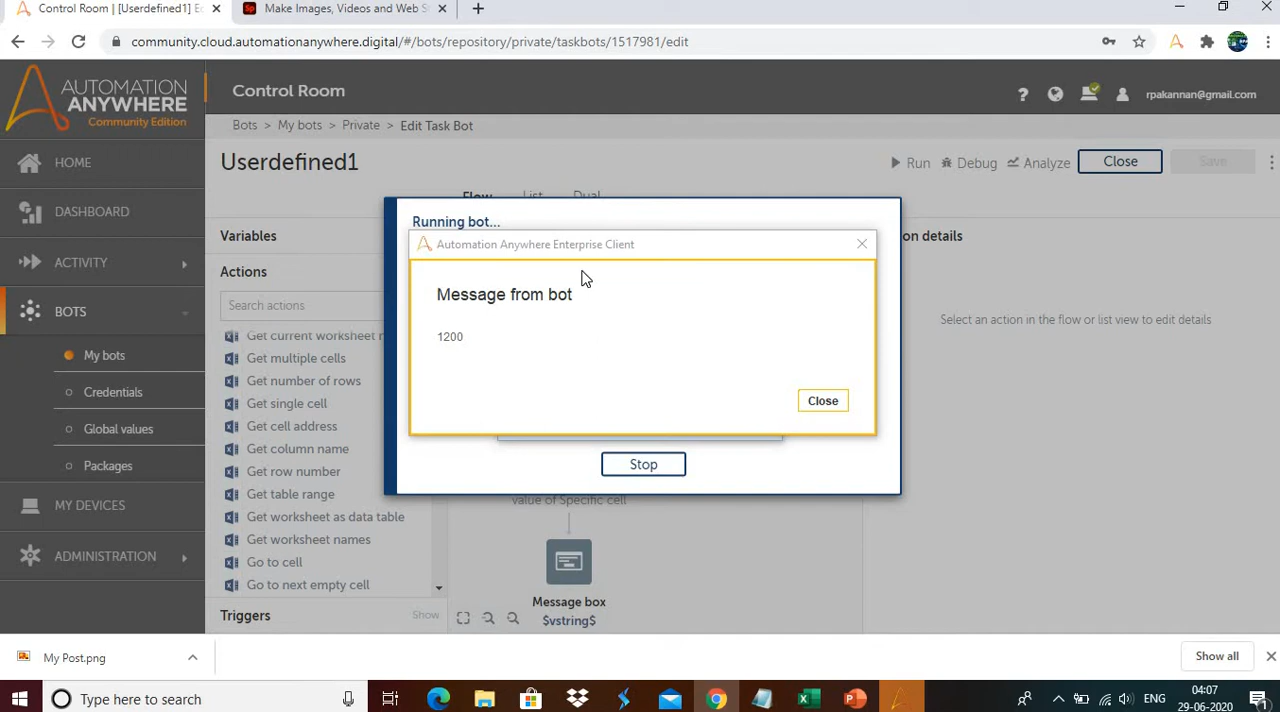 Control Room | [Userdefined1] E
Make Images, Videos and Web S
community.cloud.automationanywhere.digital/#/bots/repository/private/taskbots/1517981/edit
AUTOMATION
ANYWHERE
Community Edition
Control Room
rpakannan@gmail.com
Bots > My bots > Private > Edit Task Bot
HOME
Userdefined1
Run
Debug
Analyze
Close
Save
DASHBOARD
Flow
List
Dual
Running bot...
Variables
on details
Automation Anywhere Enterprise Client
ACTIVITY
Actions
Message from bot
Search actions
BOTS
Select an action in the flow or list view to edit details
1200
Get current worksheet n
My bots
Get multiple cells
Get number of rows
Credentials
Get single cell
Close
Global values
Get cell address
Get column name
Packages
Get row number
Stop
Get table range
value of Specific cell
MY DEVICES
Get worksheet as data table
Get worksheet names
ADMINISTRATION
Go to cell
Go to next empty cell
Message box
Triggers
Show
$vstring$
My Post.png
Show all
Type here to search
ENG
04:07
29-06-2020
1